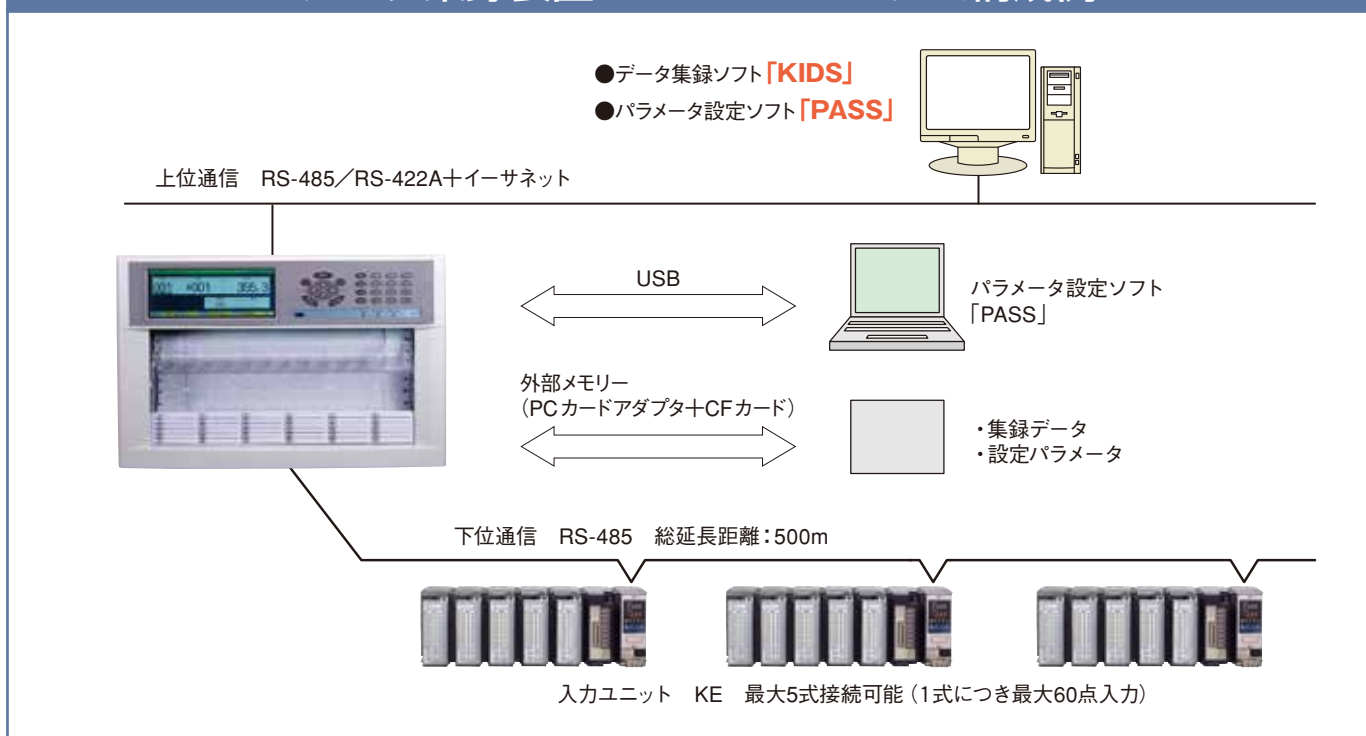 ●データ集録ソフト「KIDS」
●パラメータ設定ソフト「PASS」
上位通信　RS-485／RS-422A＋イーサネット
USB
パラメータ設定ソフト
「PASS」
外部メモリー
（PCカードアダプタ＋CFカード）
・集録データ
・設定パラメータ
下位通信　RS-485　総延長距離：500m
入力ユニット　KE　最大5式接続可能（1式につき最大60点入力）